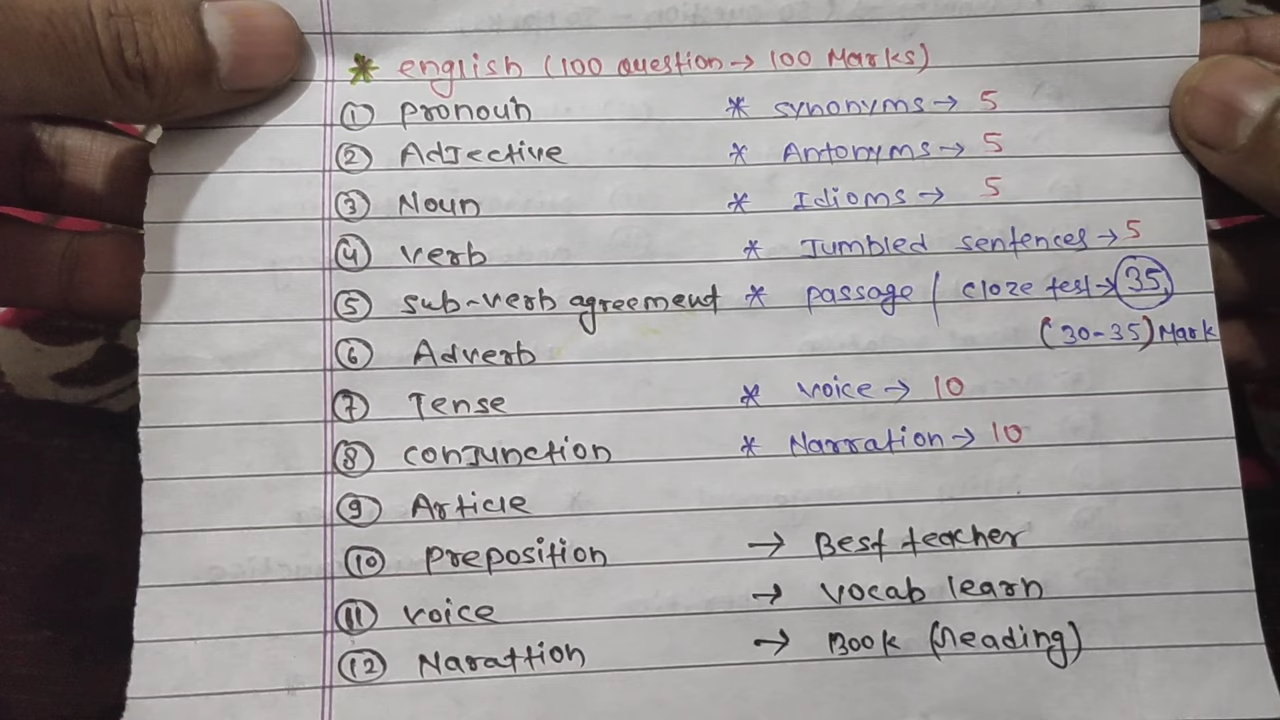 * english (100 question → 100 Marks)
① pronoun * synonyms → 5
② Adjective * Antonyms → 5
③ Noun * Idioms → 5
④ verb * Jumbled sentences → 5
⑤ sub-verb agreement * passage / cloze test → 35
(30-35) Mark
⑥ Adverb
⑦ Tense * voice → 10
⑧ conjunction * Narration → 10
⑨ Article
⑩ preposition → Best teacher
⑪ voice → vocab learn
⑫ Narattion → Book (Reading)